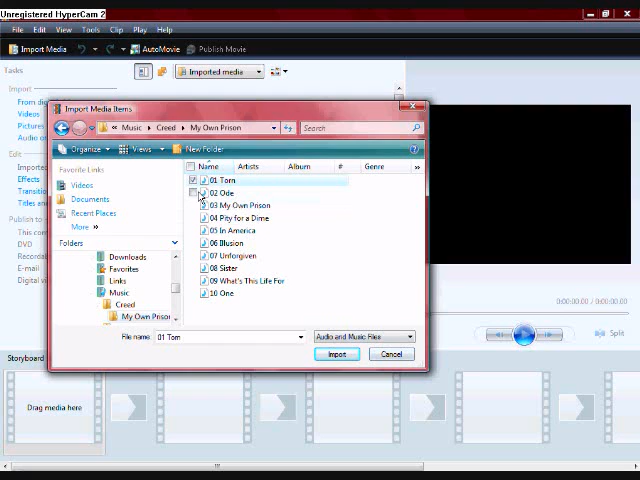 Unregistered HyperCam 2
File Edit View Tools Clip Play Help
Import Media AutoMovie Publish Movie
Tasks
Imported media
Import
From di
Videos
Pictures
Audio o
Edit
Effects
Transitio
Publish to
This com
DVD
Recorde
E-mail
Digital vi
Import Media Items
« Music Creed My Own Prison Search
Organize Views New Folder
Favorite Links
Videos
Documents
Recent Places
More »
Folders
Downloads
Favorites
Links
Music
Creed
My Own Prison
Name Artists Album # Genre »
01 Torn
02 Ode
03 My Own Prison
04 Pity for a Dime
05 In America
06 Illusion
07 Unforgiven
08 Sister
09 What's This Life For
10 One
File name: 01 Torn Audio and Music Files
Import Cancel
0:00:00.00 / 0:00:00.00
Split
Storyboard
Drag media here